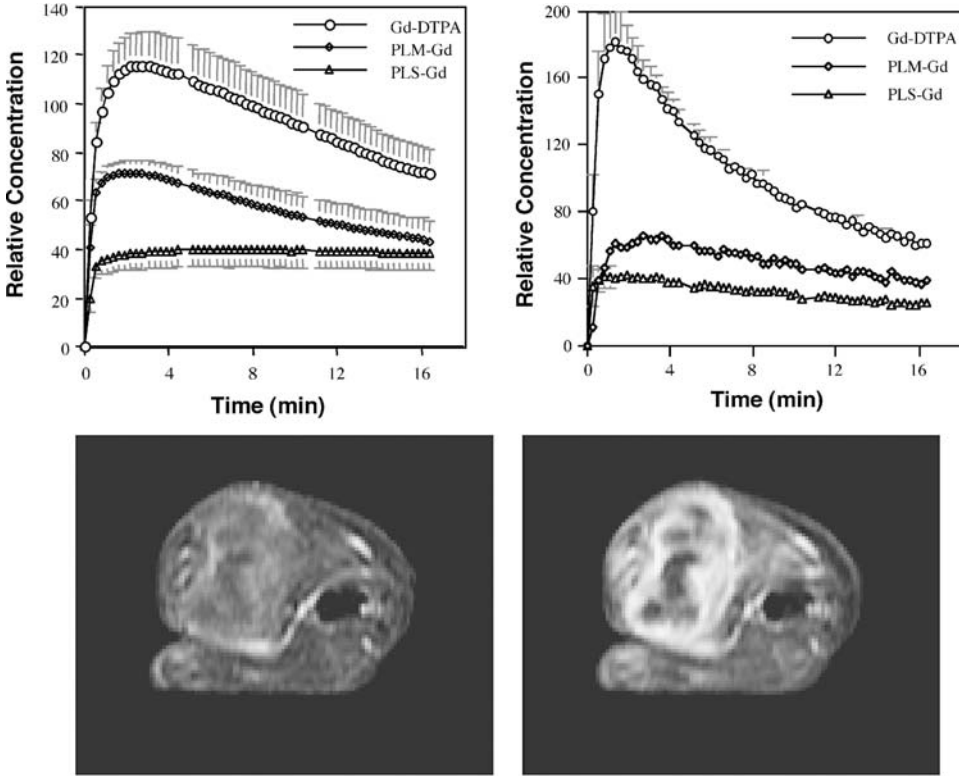 140
120
100
80
60
40
20
0
Relative Concentration
Gd-DTPA
PLM-Gd
PLS-Gd
0 4 8 12 16
Time (min)
200
160
120
80
40
0
Relative Concentration
Gd-DTPA
PLM-Gd
PLS-Gd
0 4 8 12 16
Time (min)